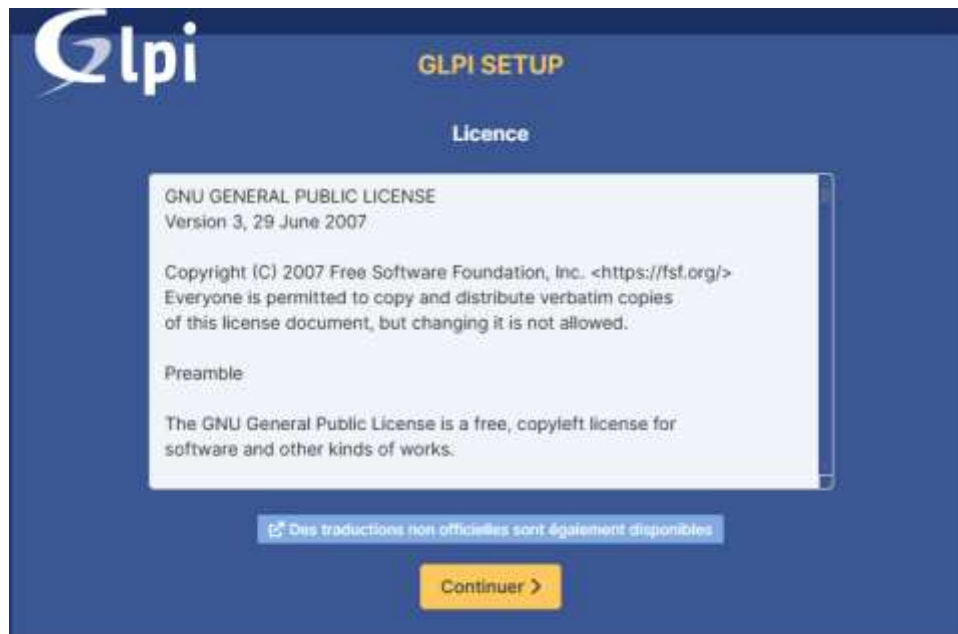 Glpi
GLPI SETUP
Licence
GNU GENERAL PUBLIC LICENSE
Version 3, 29 June 2007
Copyright (C) 2007 Free Software Foundation, Inc. <https://fsf.org/>
Everyone is permitted to copy and distribute verbatim copies
of this license document, but changing it is not allowed.
Preamble
The GNU General Public License is a free, copyleft license for
software and other kinds of works.
Des traductions non officielles sont également disponibles
Continuer